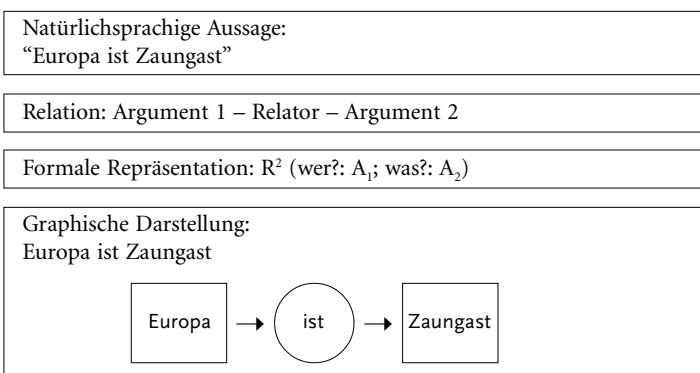 Natürlichsprachige Aussage:
“Europa ist Zaungast”
Relation: Argument 1 – Relator – Argument 2
Formale Repräsentation: R² (wer?: A₁; was?: A₂)
Graphische Darstellung:
Europa ist Zaungast
Europa ist Zaungast